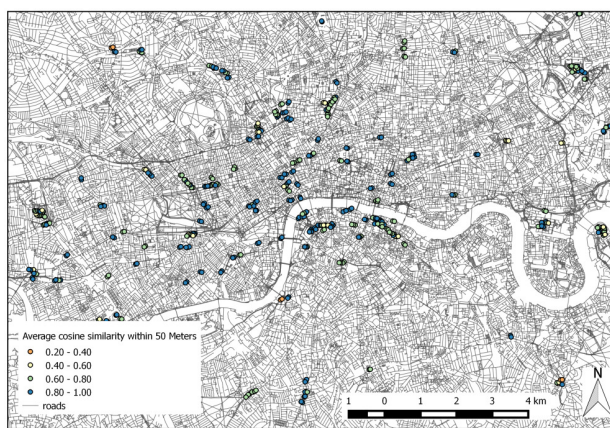 Average cosine similarity within 50 Meters
0.20 - 0.40
0.40 - 0.60
0.60 - 0.80
0.80 - 1.00
roads
1 0 1 2 3 4 km
N